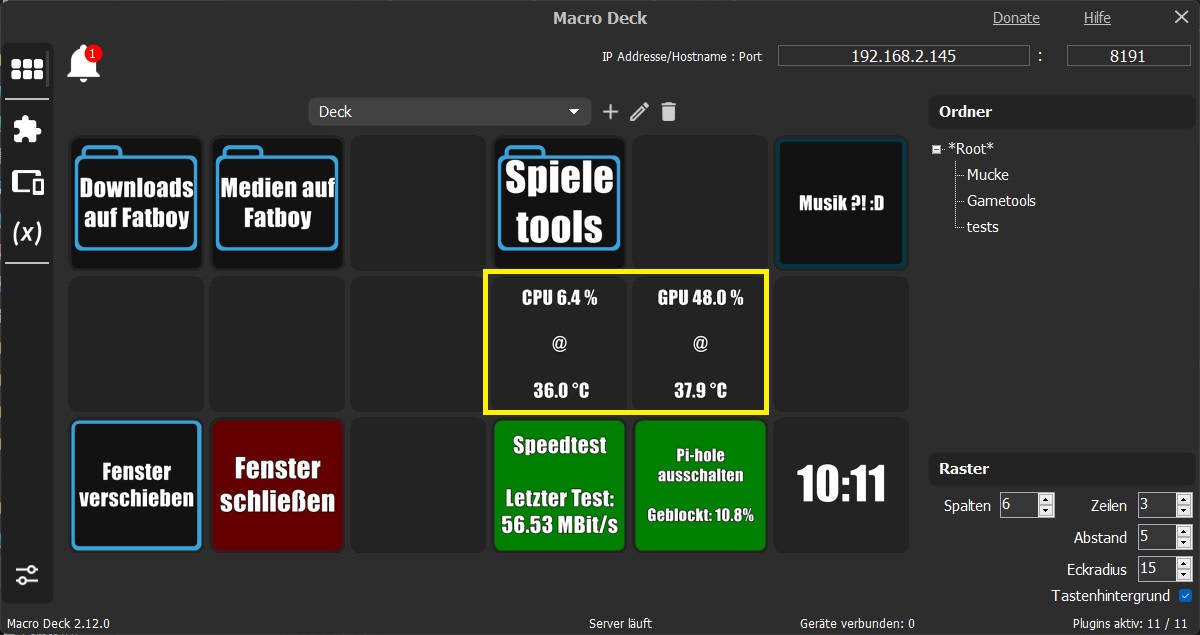 Macro Deck
Donate
Hilfe
1
IP Addresse/Hostname : Port
192.168.2.145
:
8191
Deck
Ordner
*Root*
Mucke
Gametools
tests
Downloads
auf Fatboy
Medien auf
Fatboy
Spiele
tools
Musik ?! :D
CPU 6.4 %
@
36.0 °C
GPU 48.0 %
@
37.9 °C
(x)
Fenster
verschieben
Fenster
schließen
Speedtest
Letzter Test:
56.53 MBit/s
Pi-hole
ausschalten
Geblockt: 10.8%
10:11
Raster
Spalten 6
Zeilen 3
Abstand 5
Eckradius 15
Tastenhintergrund
Macro Deck 2.12.0
Server läuft
Geräte verbunden: 0
Plugins aktiv: 11 / 11